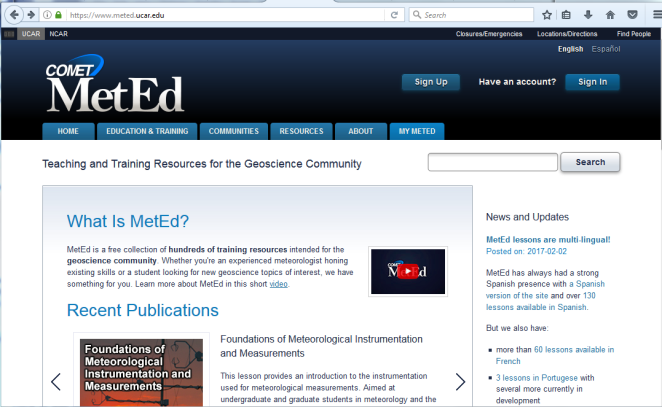 https://www.meted.ucar.edu
Search
UCAR NCAR Closures/Emergencies Locations/Directions Find People
English Español
COMET
MetEd
Sign Up Have an account? Sign In
HOME EDUCATION & TRAINING COMMUNITIES RESOURCES ABOUT MY METED
Teaching and Training Resources for the Geoscience Community
Search
What Is MetEd?
MetEd is a free collection of hundreds of training resources intended for the
geoscience community. Whether you're an experienced meteorologist honing
existing skills or a student looking for new geoscience topics of interest, we have
something for you. Learn more about MetEd in this short video.
COMET
MetEd
Recent Publications
Foundations of
Meteorological
Instrumentation and
Measurements
Foundations of Meteorological Instrumentation
and Measurements
This lesson provides an introduction to the instrumentation
used for meteorological measurements. Aimed at
undergraduate and graduate students in meteorology and the
News and Updates
MetEd lessons are multi-lingual!
Posted on: 2017-02-02
MetEd has always had a strong
Spanish presence with a Spanish
version of the site and over 130
lessons available in Spanish.
But we also have:
more than 60 lessons available in
French
3 lessons in Portugese with
several more currently in
development